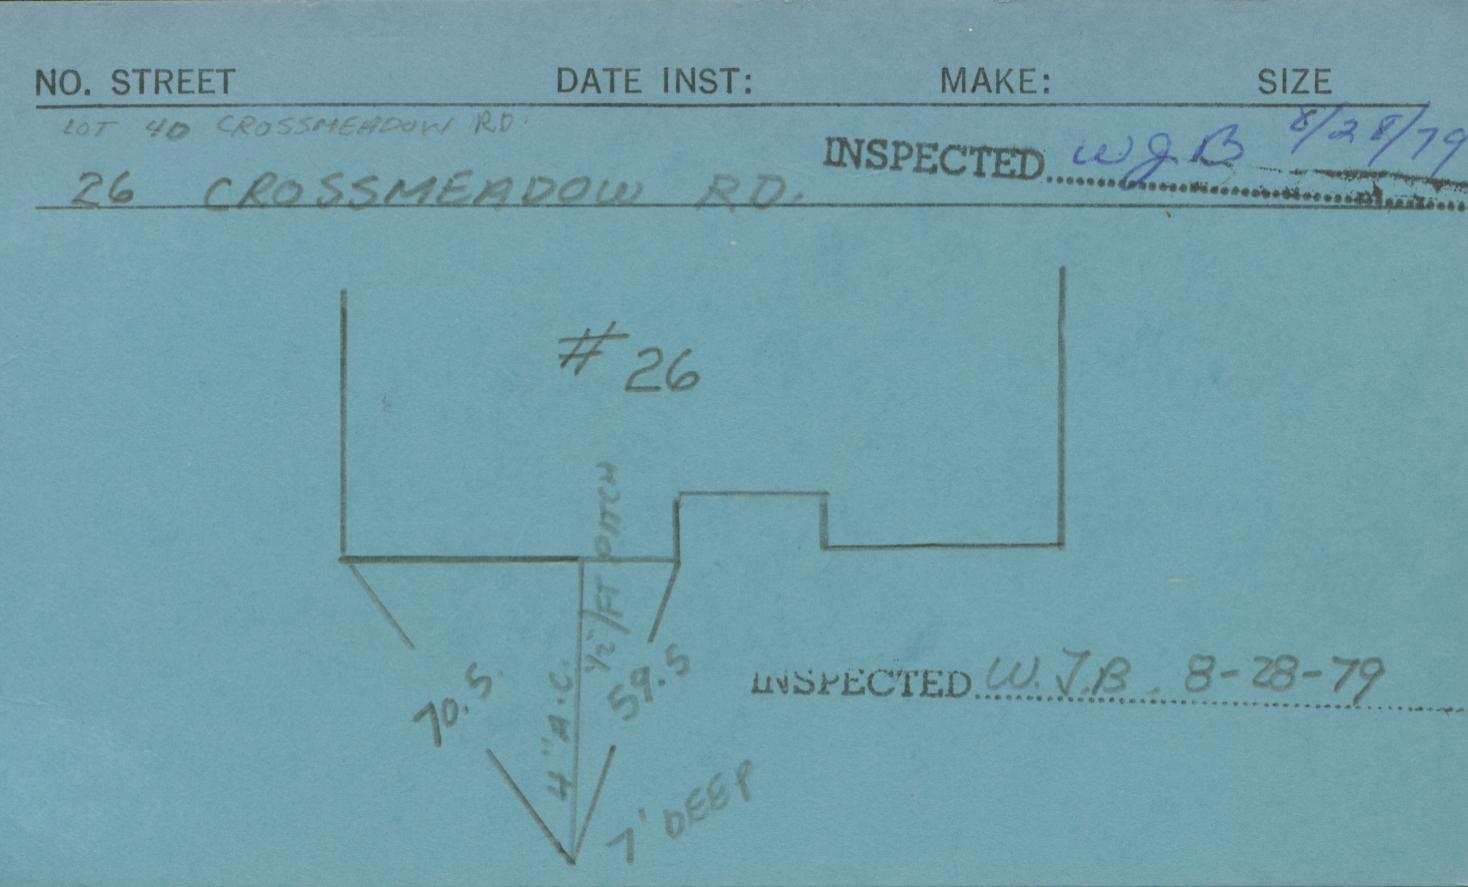 NO. STREET DATE INST: MAKE: SIZE
LOT 40 CROSSMEADOW RD.
INSPECTED WJB 8/28/79
26 CROSSMEADOW RD.
#26
1/2"/FT PITCH
70.5
4" A.C.
59.5
INSPECTED W.J.B. 8-28-79
7' DEEP